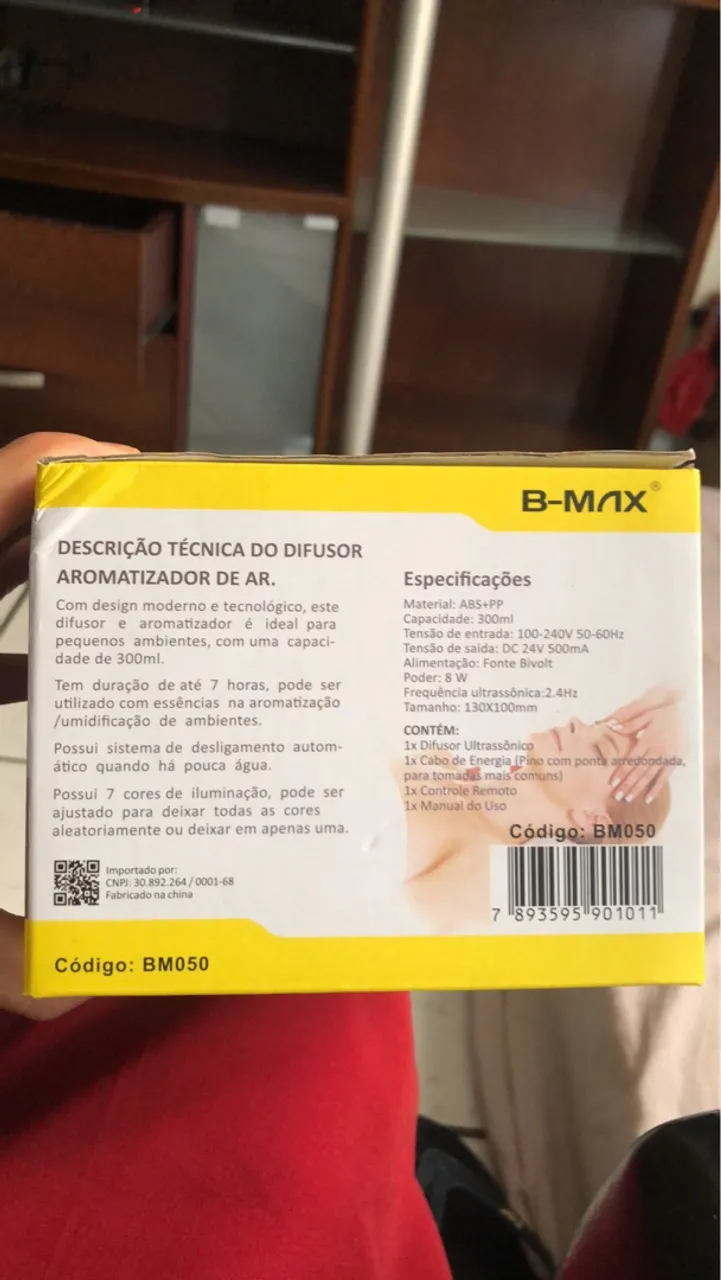 B-MAX®
DESCRIÇÃO TÉCNICA DO DIFUSOR
AROMATIZADOR DE AR.
Com design moderno e tecnológico, este
difusor e aromatizador é ideal para
pequenos ambientes, com uma capaci-
dade de 300ml.
Tem duração de até 7 horas, pode ser
utilizado com essências na aromatização
/umidificação de ambientes.
Possui sistema de desligamento autom-
ático quando há pouca água.
Possui 7 cores de iluminação, pode ser
ajustado para deixar todas as cores
aleatoriamente ou deixar em apenas uma.
Importado por:
CNPJ: 30.892.264 / 0001-68
Fabricado na china
Código: BM050
Especificações
Material: ABS+PP
Capacidade: 300ml
Tensão de entrada: 100-240V 50-60Hz
Tensão de saída: DC 24V 500mA
Alimentação: Fonte Bivolt
Poder: 8 W
Frequência ultrassônica:2.4Hz
Tamanho: 130X100mm
CONTÉM:
1x Difusor Ultrassônico
1x Cabo de Energia (Pino com ponta arredondada,
para tomadas mais comuns)
1x Controle Remoto
1x Manual do Uso
Código: BM050
7 893595 901011